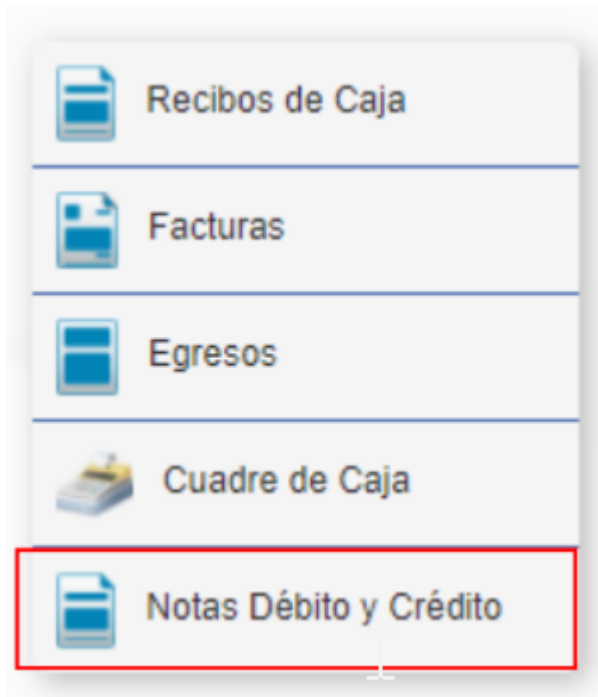 Recibos de Caja
Facturas
Egresos
Cuadre de Caja
Notas Débito y Crédito